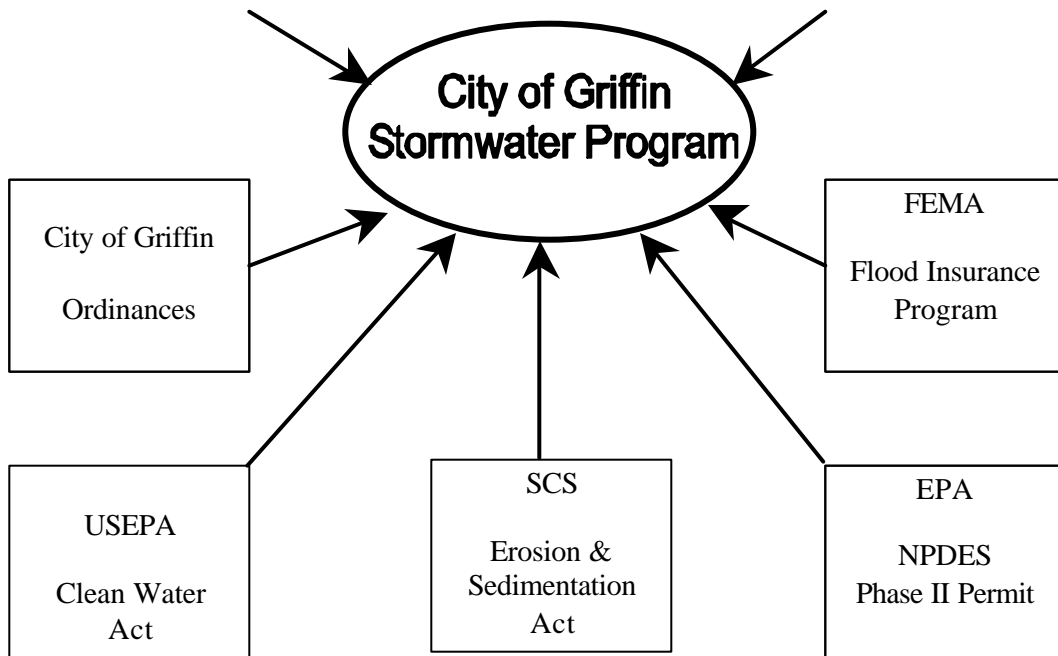 City of Griffin
Stormwater Program
City of Griffin
Ordinances
FEMA
Flood Insurance
Program
USEPA
Clean Water
Act
SCS
Erosion &
Sedimentation
Act
EPA
NPDES
Phase II Permit